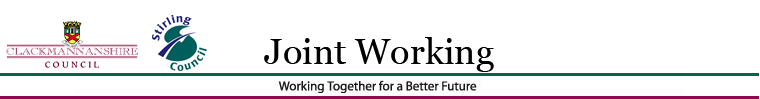 CLACKMANNANSHIRE
COUNCIL
Stirling
Council
Joint Working
Working Together for a Better Future